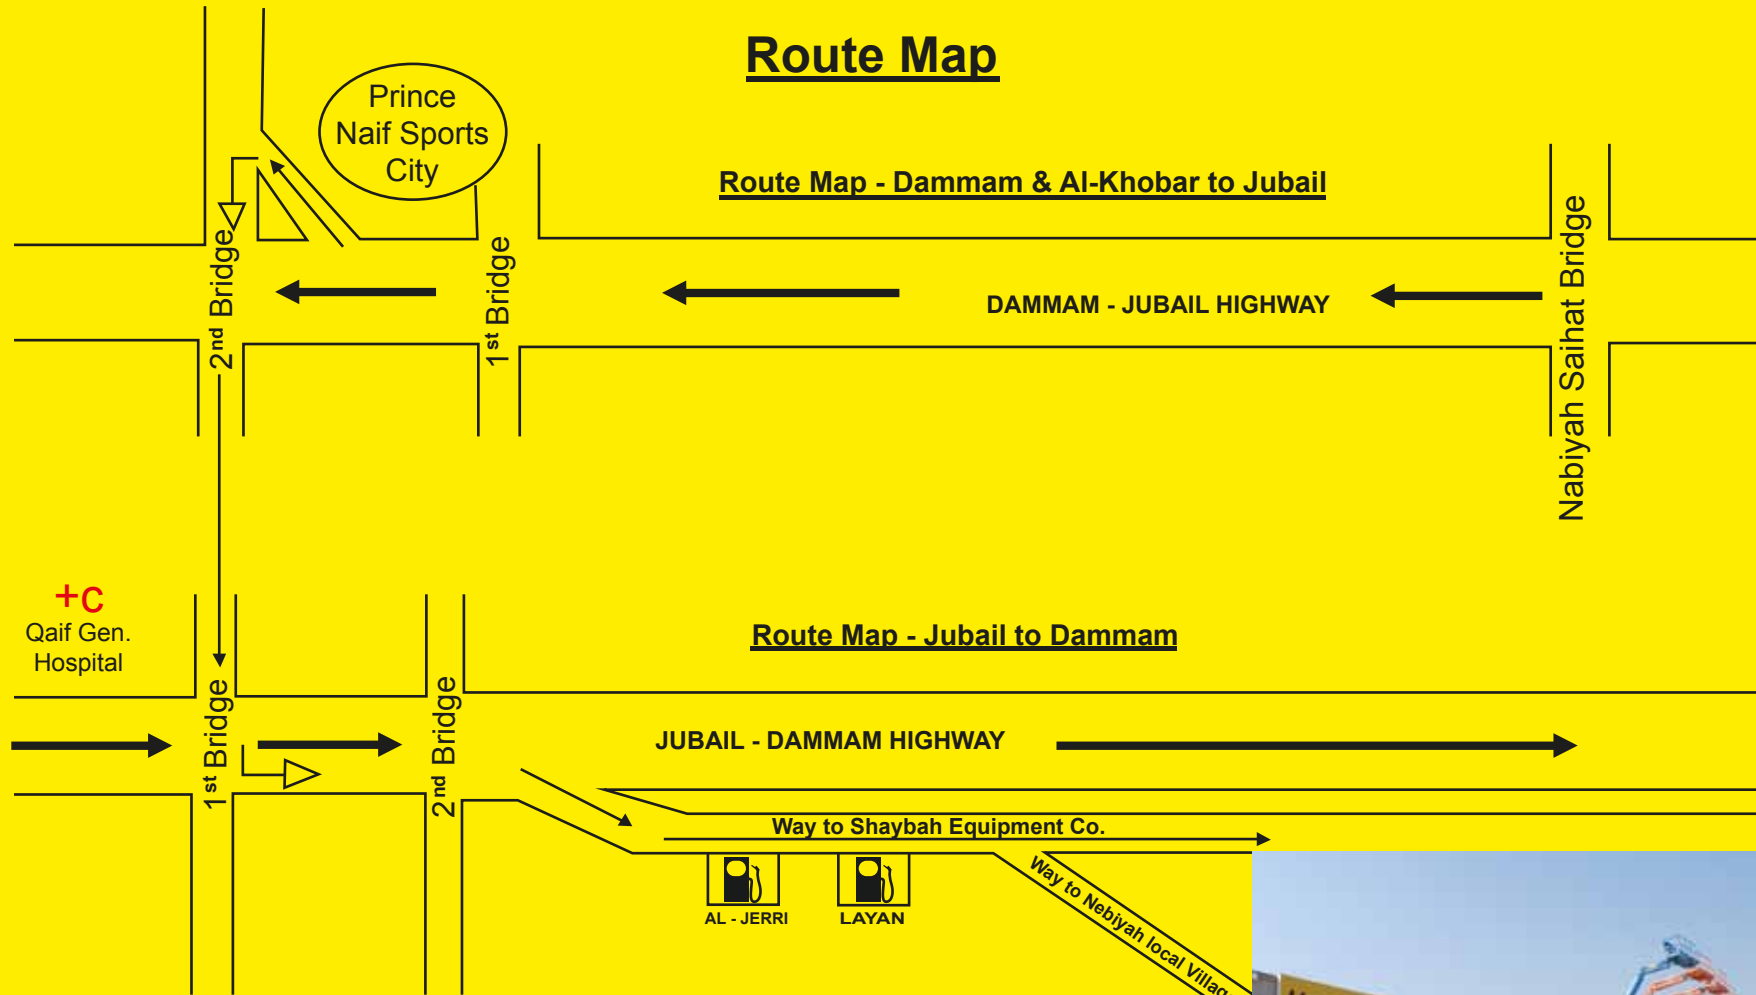 Route Map
Prince
Naif Sports
City
Route Map - Dammam & Al-Khobar to Jubail
2nd Bridge
1st Bridge
DAMMAM - JUBAIL HIGHWAY
Nabiyah Saihat Bridge
+c
Qaif Gen.
Hospital
Route Map - Jubail to Dammam
1st Bridge
2nd Bridge
JUBAIL - DAMMAM HIGHWAY
Way to Shaybah Equipment Co.
AL - JERRI
LAYAN
Way to Nebiyah local Villag